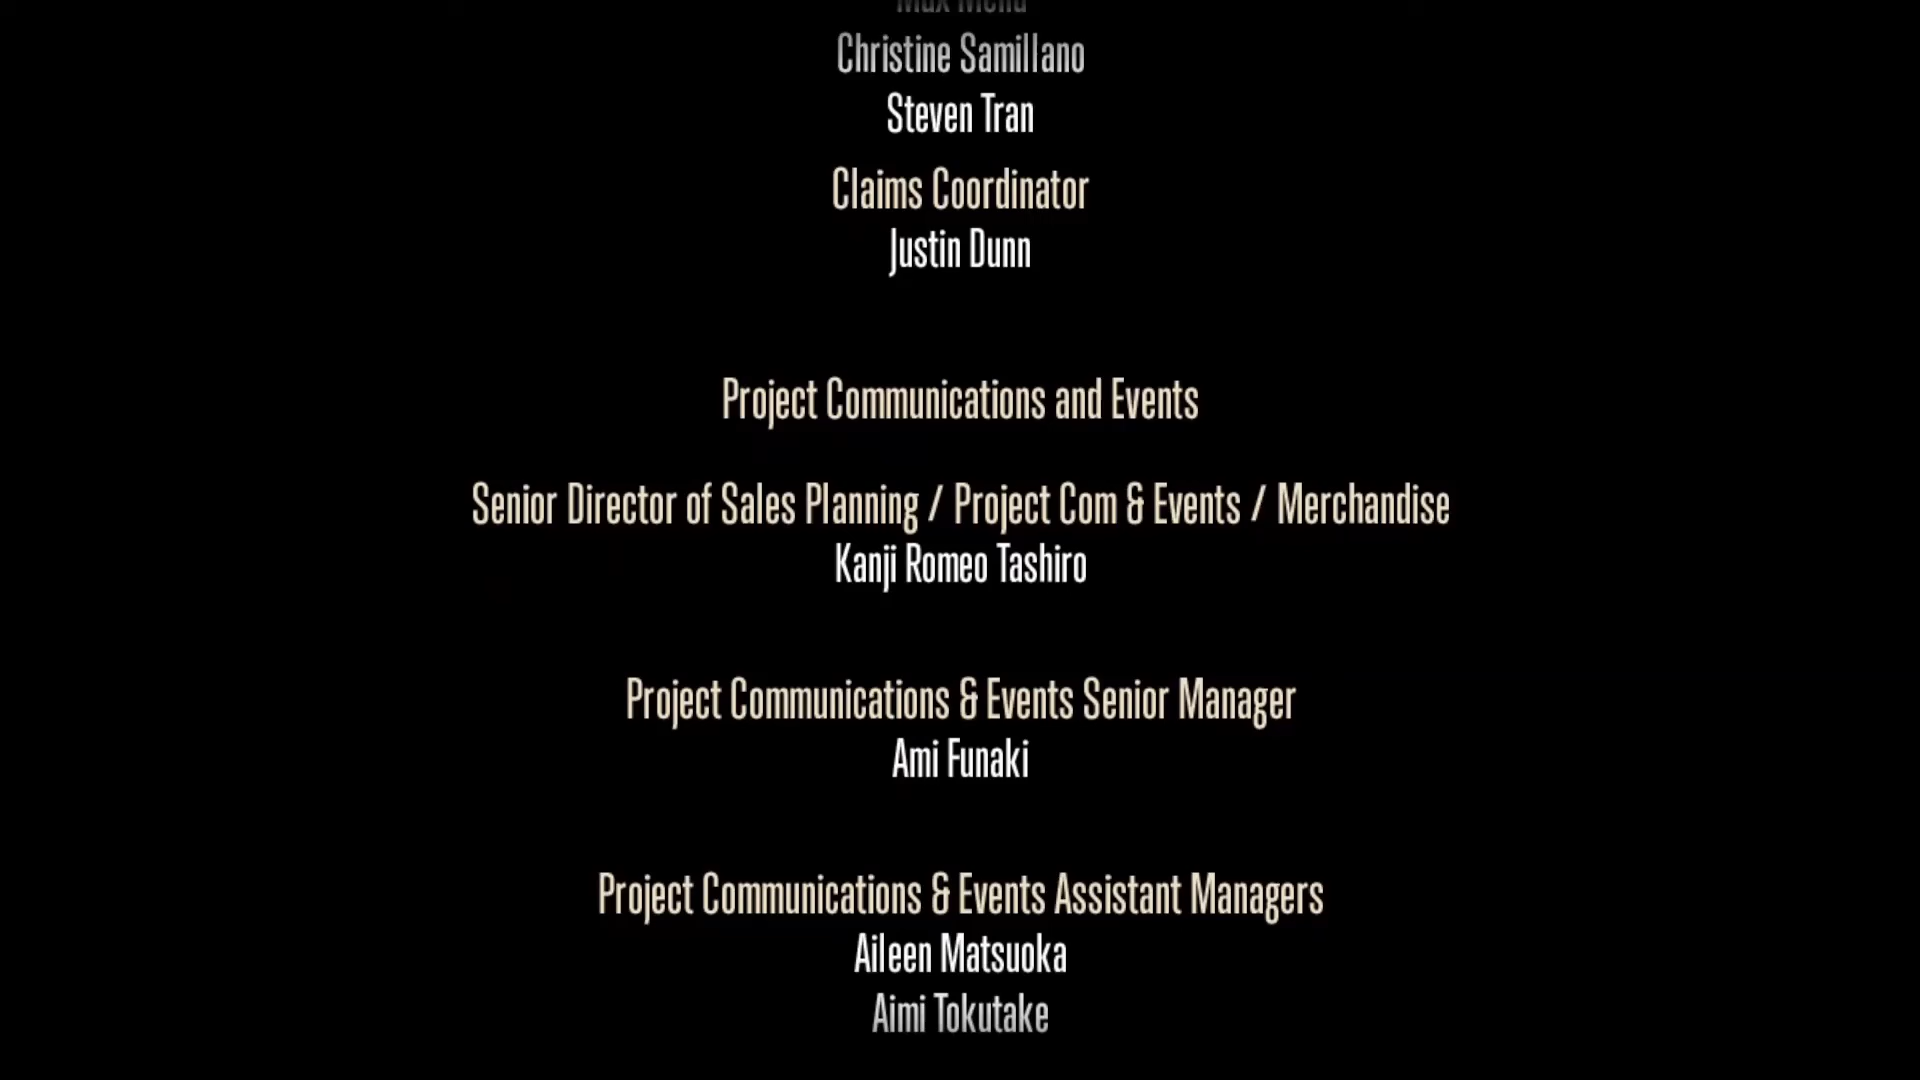 Christine Samillano
Steven Tran
Claims Coordinator
Justin Dunn
Project Communications and Events
Senior Director of Sales Planning / Project Com & Events / Merchandise
Kanji Romeo Tashiro
Project Communications & Events Senior Manager
Ami Funaki
Project Communications & Events Assistant Managers
Aileen Matsuoka
Aimi Tokutake